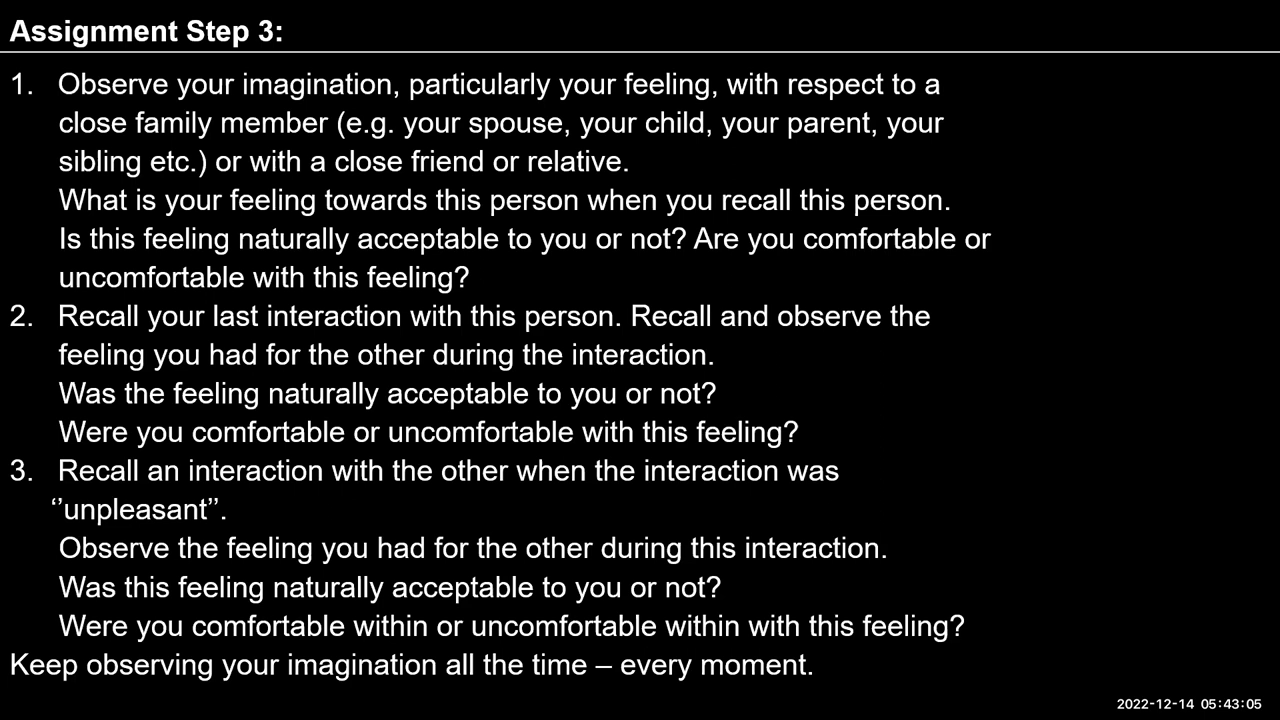 Assignment Step 3:
1. Observe your imagination, particularly your feeling, with respect to a
close family member (e.g. your spouse, your child, your parent, your
sibling etc.) or with a close friend or relative.
What is your feeling towards this person when you recall this person.
Is this feeling naturally acceptable to you or not? Are you comfortable or
uncomfortable with this feeling?
2. Recall your last interaction with this person. Recall and observe the
feeling you had for the other during the interaction.
Was the feeling naturally acceptable to you or not?
Were you comfortable or uncomfortable with this feeling?
3. Recall an interaction with the other when the interaction was
‘’unpleasant’’.
Observe the feeling you had for the other during this interaction.
Was this feeling naturally acceptable to you or not?
Were you comfortable within or uncomfortable within with this feeling?
Keep observing your imagination all the time – every moment.
2022-12-14 05:43:05